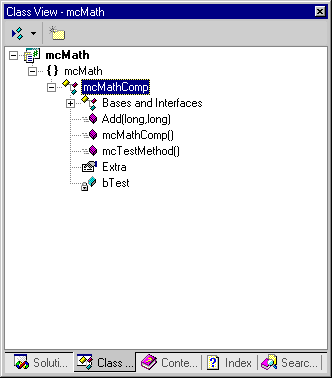 Class View - mcMath
mcMath
{} mcMath
mcMathComp
Bases and Interfaces
Add(long,long)
mcMathComp()
mcTestMethod()
Extra
bTest
Soluti... Class ... Conte... Index Searc...